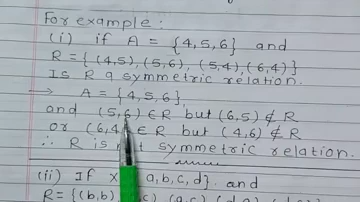 For example:
(i) if A = {4,5,6} and
R = {(4,5), (5,6), (5,4), (6,4)}
Is R a symmetric relation.
→ A = {4,5,6},
and (5,6) ∈ R but (6,5) ∉ R
or (6,4) ∈ R but (4,6) ∉ R
∴ R is symmetric relation.
(ii) If X a,b,c,d}. and
R = {(b,b), c), (a,c)